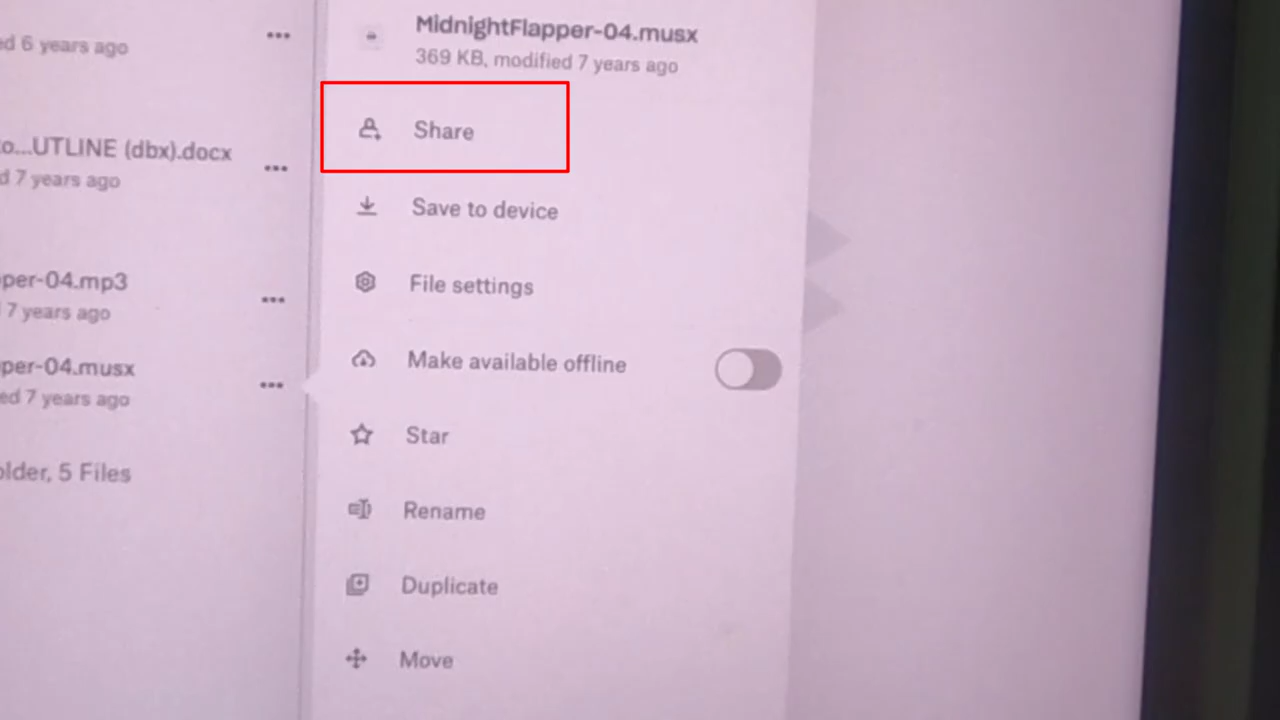 ed 6 years ago
o...UTLINE (dbx).docx
d 7 years ago
per-04.mp3
7 years ago
per-04.musx
ed 7 years ago
older, 5 Files
MidnightFlapper-04.musx
369 KB, modified 7 years ago
Share
Save to device
File settings
Make available offline
Star
Rename
Duplicate
Move